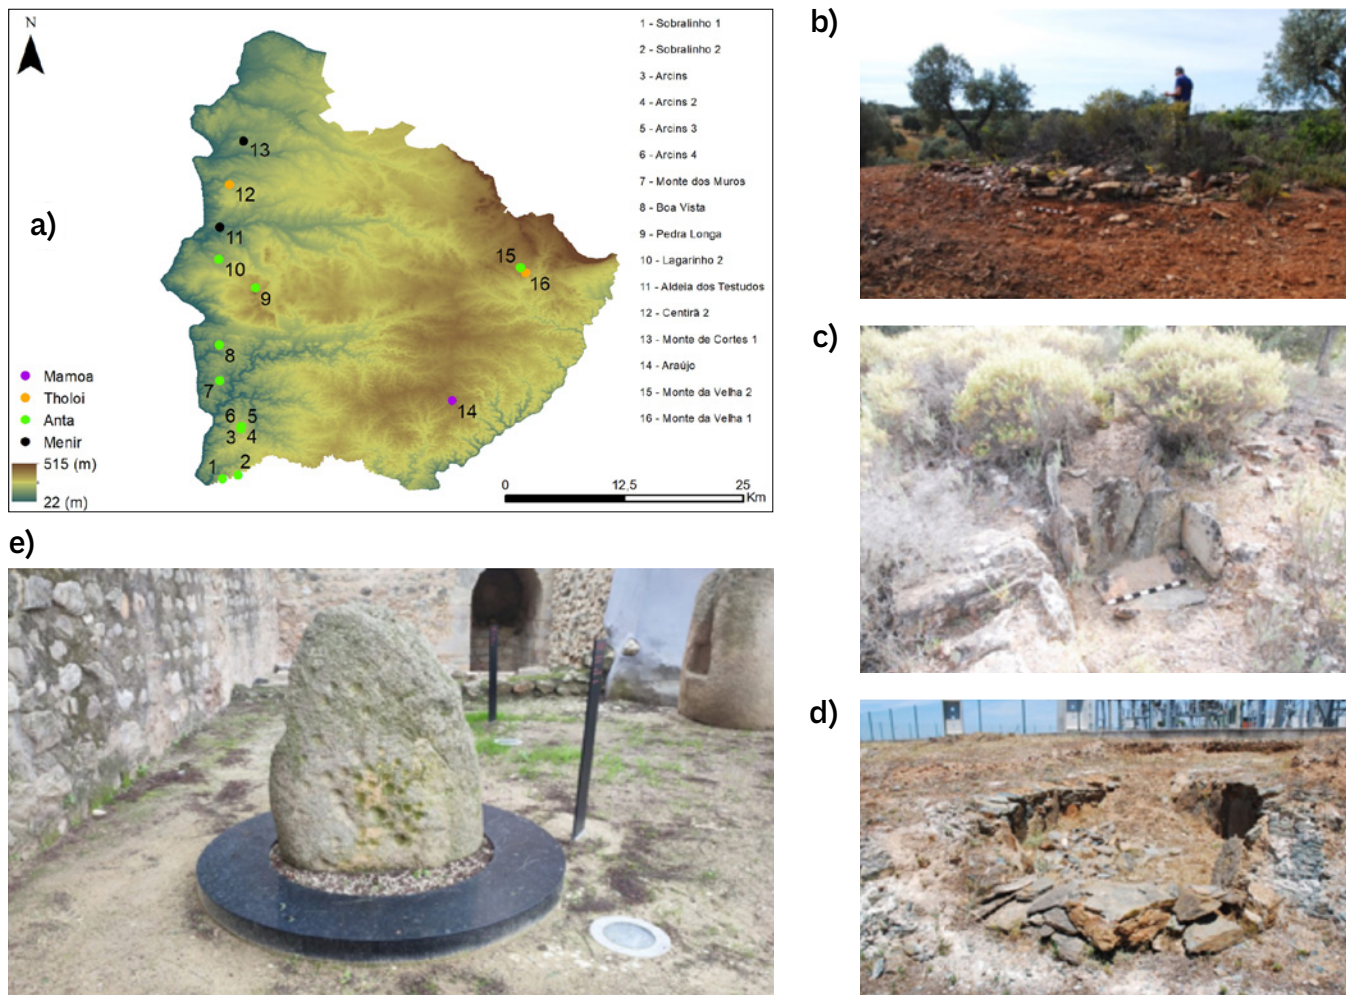 N
a)
13
12
11
10
9
8
7
6 5
3 4
2
1
15
16
14
Mamoa
Tholoi
Anta
Menir
515 (m)
22 (m)
0 12,5 25
Km
1 - Sobralinho 1
2 - Sobralinho 2
3 - Arcins
4 - Arcins 2
5 - Arcins 3
6 - Arcins 4
7 - Monte dos Muros
8 - Boa Vista
9 - Pedra Longa
10 - Lagarinho 2
11 - Aldeia dos Testudos
12 - Centirã 2
13 - Monte de Cortes 1
14 - Araújo
15 - Monte da Velha 2
16 - Monte da Velha 1
b)
c)
d)
e)